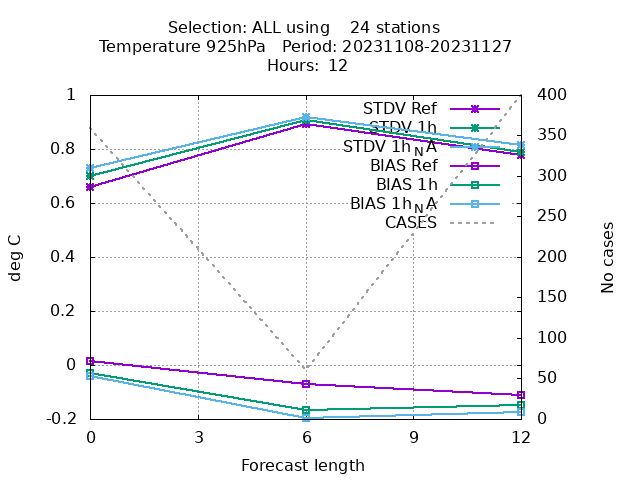 Selection: ALL using    24 stations
Temperature 925hPa   Period: 20231108-20231127
Hours: 12
STDV Ref
STDV 1h
STDV 1h_N A
BIAS Ref
BIAS 1h
BIAS 1h_N A
CASES
deg C
1
0.8
0.6
0.4
0.2
0
-0.2
No cases
400
350
300
250
200
150
100
50
0
0 3 6 9 12
Forecast length